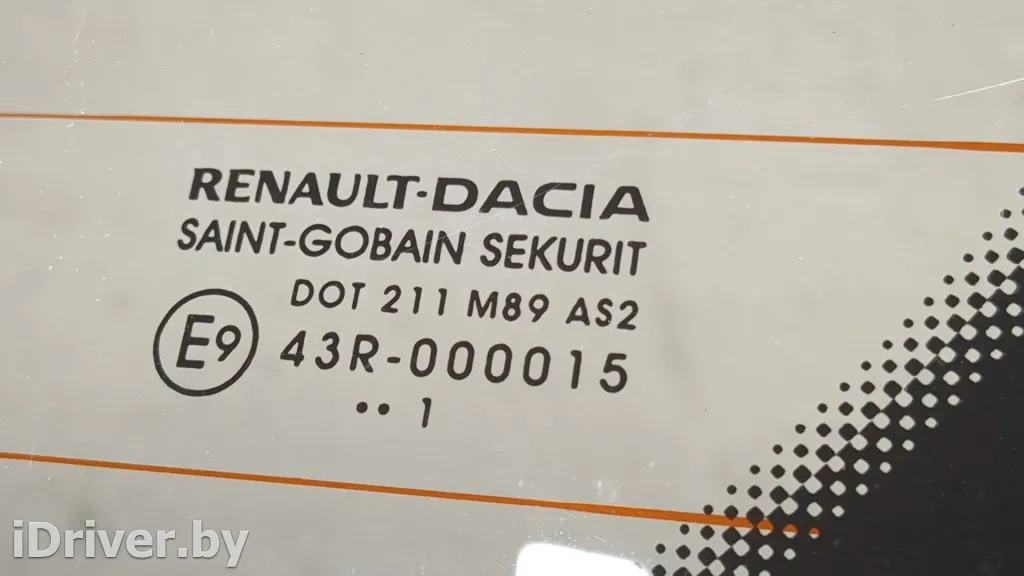 RENAULT·DACIA
SAINT-GOBAIN SEKURIT
DOT 211 M89 AS2
E9 43R-000015
•• 1
iDriver.by